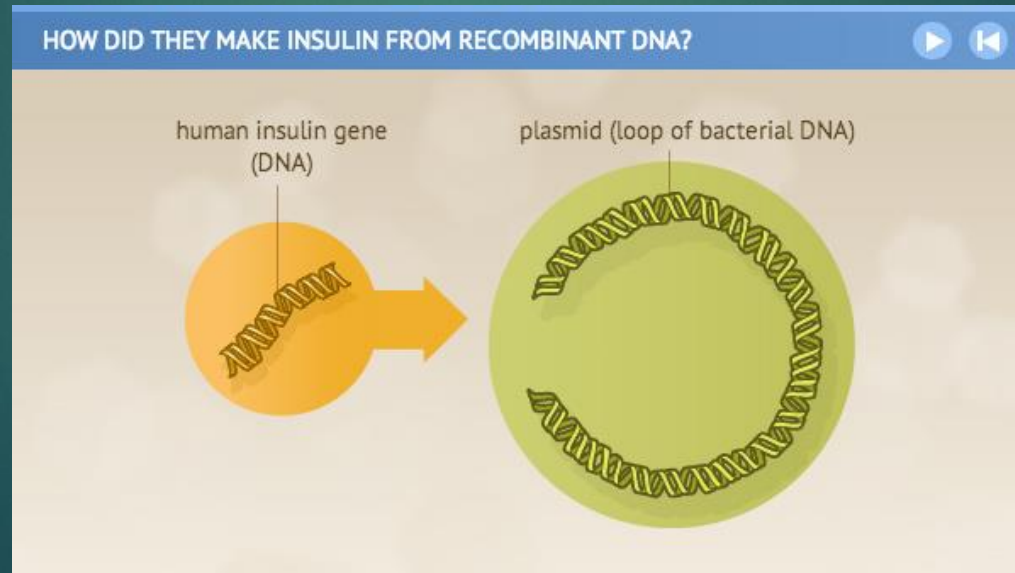 HOW DID THEY MAKE INSULIN FROM RECOMBINANT DNA?
human insulin gene
(DNA)
plasmid (loop of bacterial DNA)